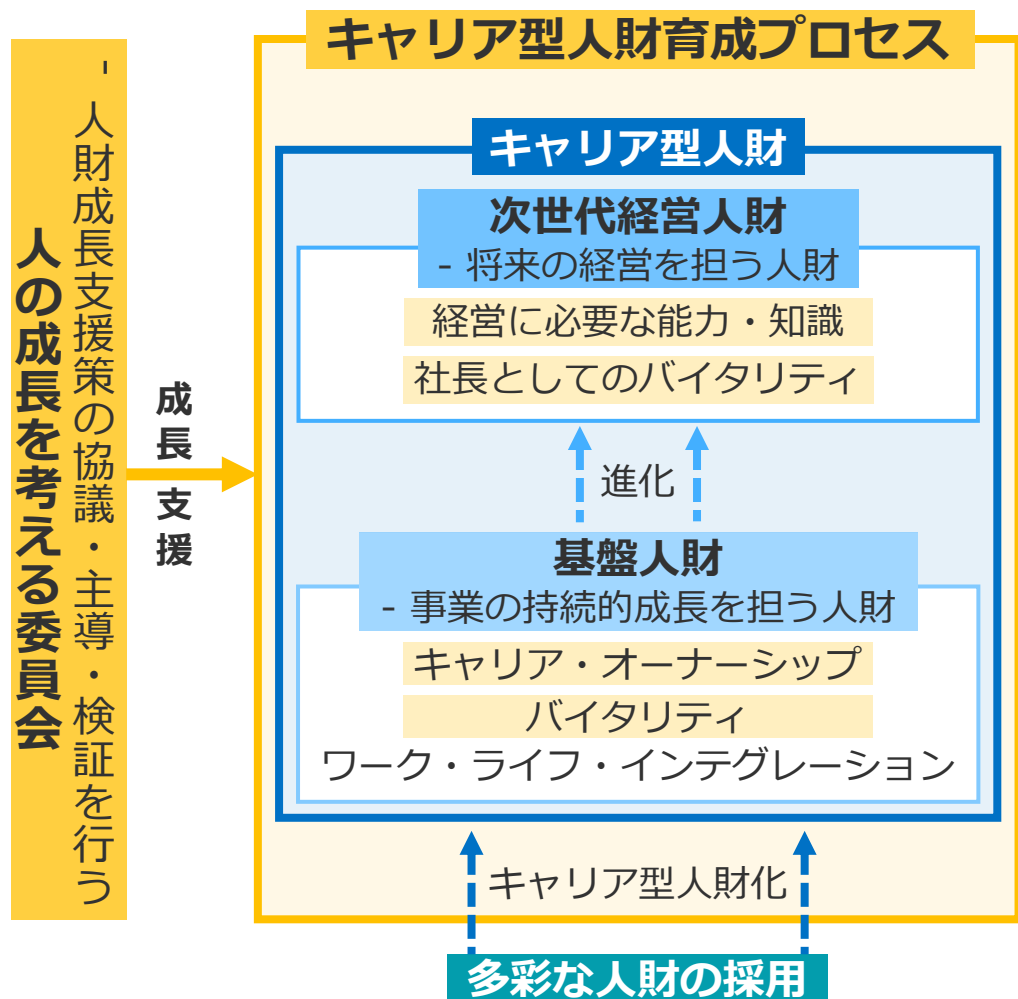 キャリア型人財育成プロセス
人の成長を考える委員会
- 人財成長支援策の協議・主導・検証を行う
成長支援
キャリア型人財
次世代経営人財
- 将来の経営を担う人財
経営に必要な能力・知識
社長としてのバイタリティ
進化
基盤人財
- 事業の持続的成長を担う人財
キャリア・オーナーシップ
バイタリティ
ワーク・ライフ・インテグレーション
キャリア型人財化
多彩な人財の採用